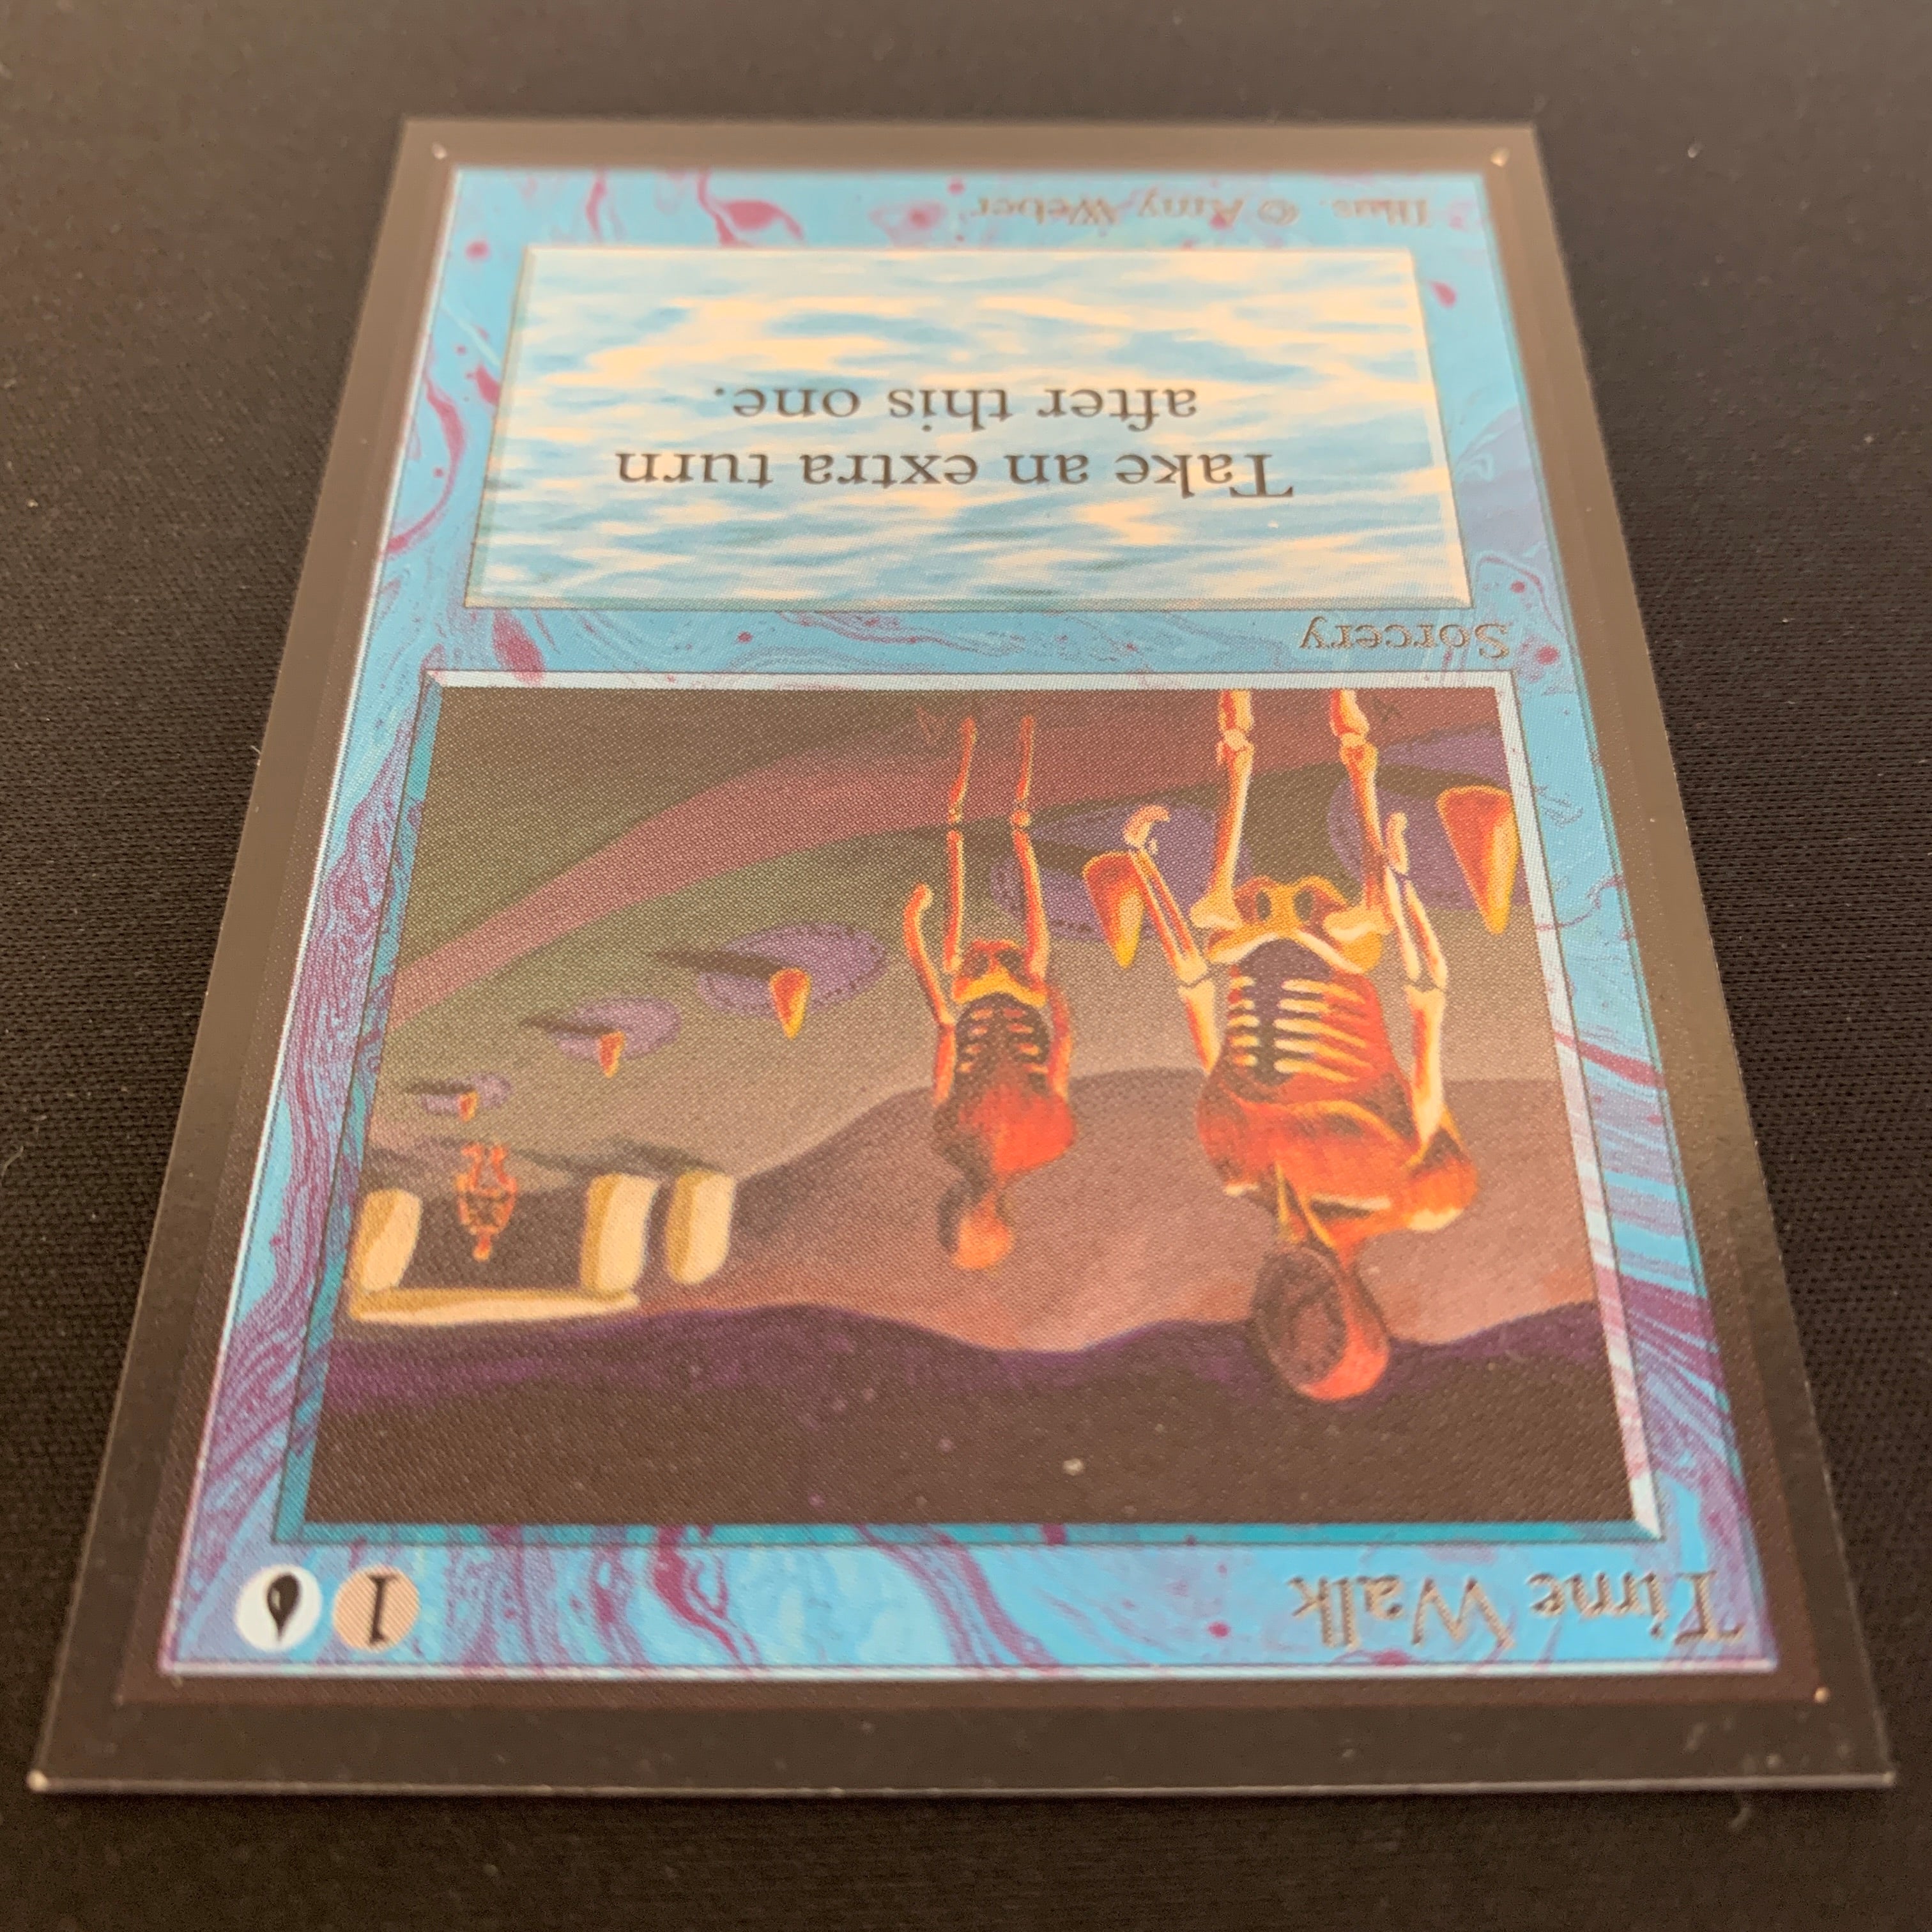 Time Walk 1
Sorcery
Take an extra turn
after this one.
Illus. © Amy Weber